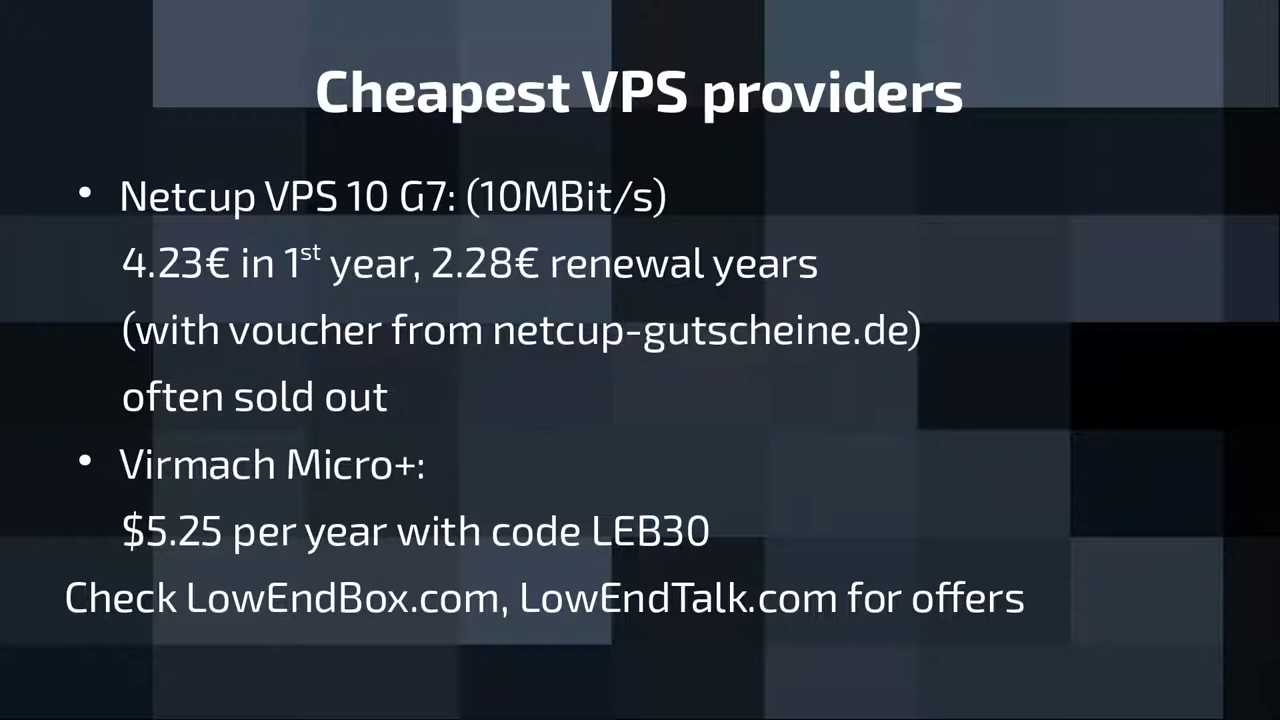 Cheapest VPS providers
• Netcup VPS 10 G7: (10MBit/s)
4.23€ in 1st year, 2.28€ renewal years
(with voucher from netcup-gutscheine.de)
often sold out
• Virmach Micro+:
$5.25 per year with code LEB30
Check LowEndBox.com, LowEndTalk.com for offers